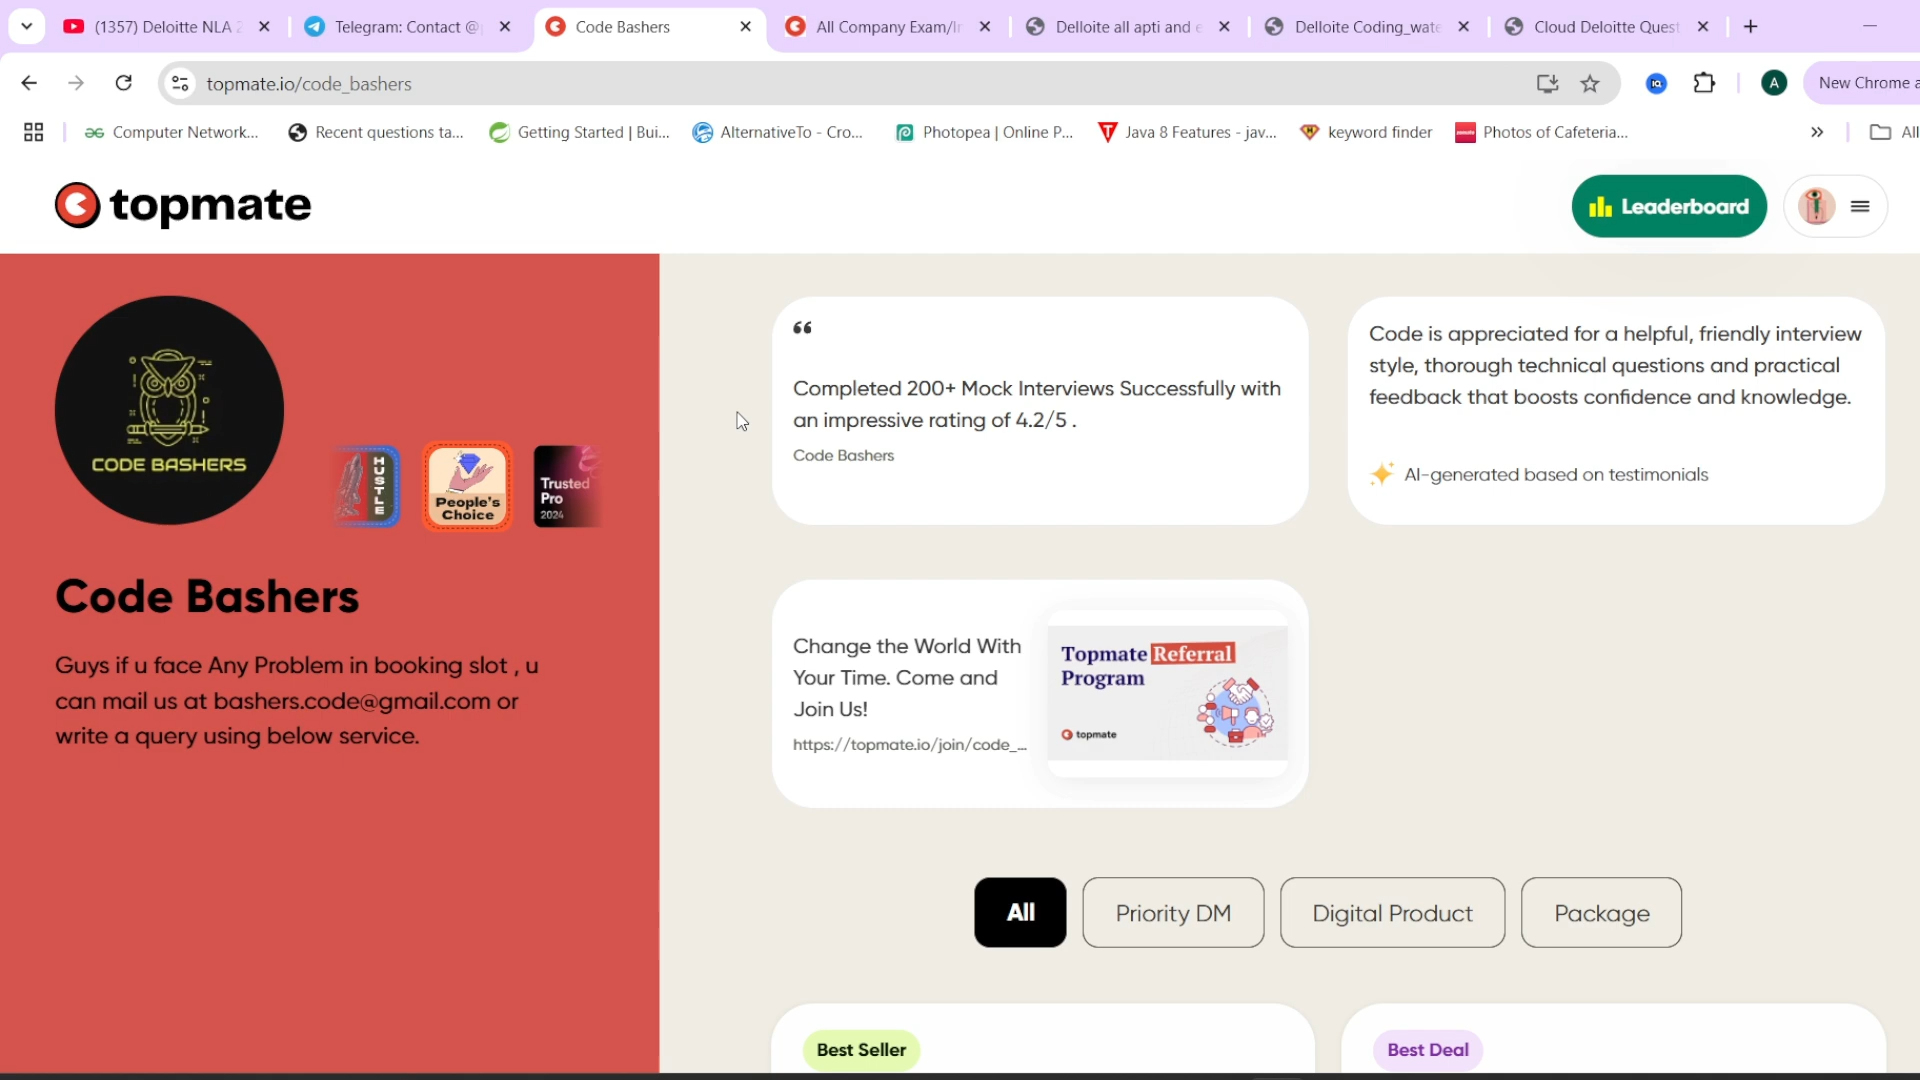 (1357) Deloitte NLA 2
Telegram: Contact @
Code Bashers
All Company Exam/In
Delloite all apti and e
Delloite Coding_wate
Cloud Deloitte Quest
topmate.io/code_bashers
A
New Chrome a
Computer Network...
Recent questions ta...
Getting Started | Bui...
AlternativeTo - Cro...
Photopea | Online P...
Java 8 Features - jav...
keyword finder
Photos of Cafeteria...
All
topmate
Leaderboard
CODE BASHERS
HUSTLE
People's
Choice
Trusted
Pro
2024
Code Bashers
Guys if u face Any Problem in booking slot , u
can mail us at bashers.code@gmail.com or
write a query using below service.
“
Completed 200+ Mock Interviews Successfully with
an impressive rating of 4.2/5 .
Code Bashers
Code is appreciated for a helpful, friendly interview
style, thorough technical questions and practical
feedback that boosts confidence and knowledge.
AI-generated based on testimonials
Change the World With
Your Time. Come and
Join Us!
https://topmate.io/join/code_...
Topmate Referral
Program
topmate
All
Priority DM
Digital Product
Package
Best Seller
Best Deal